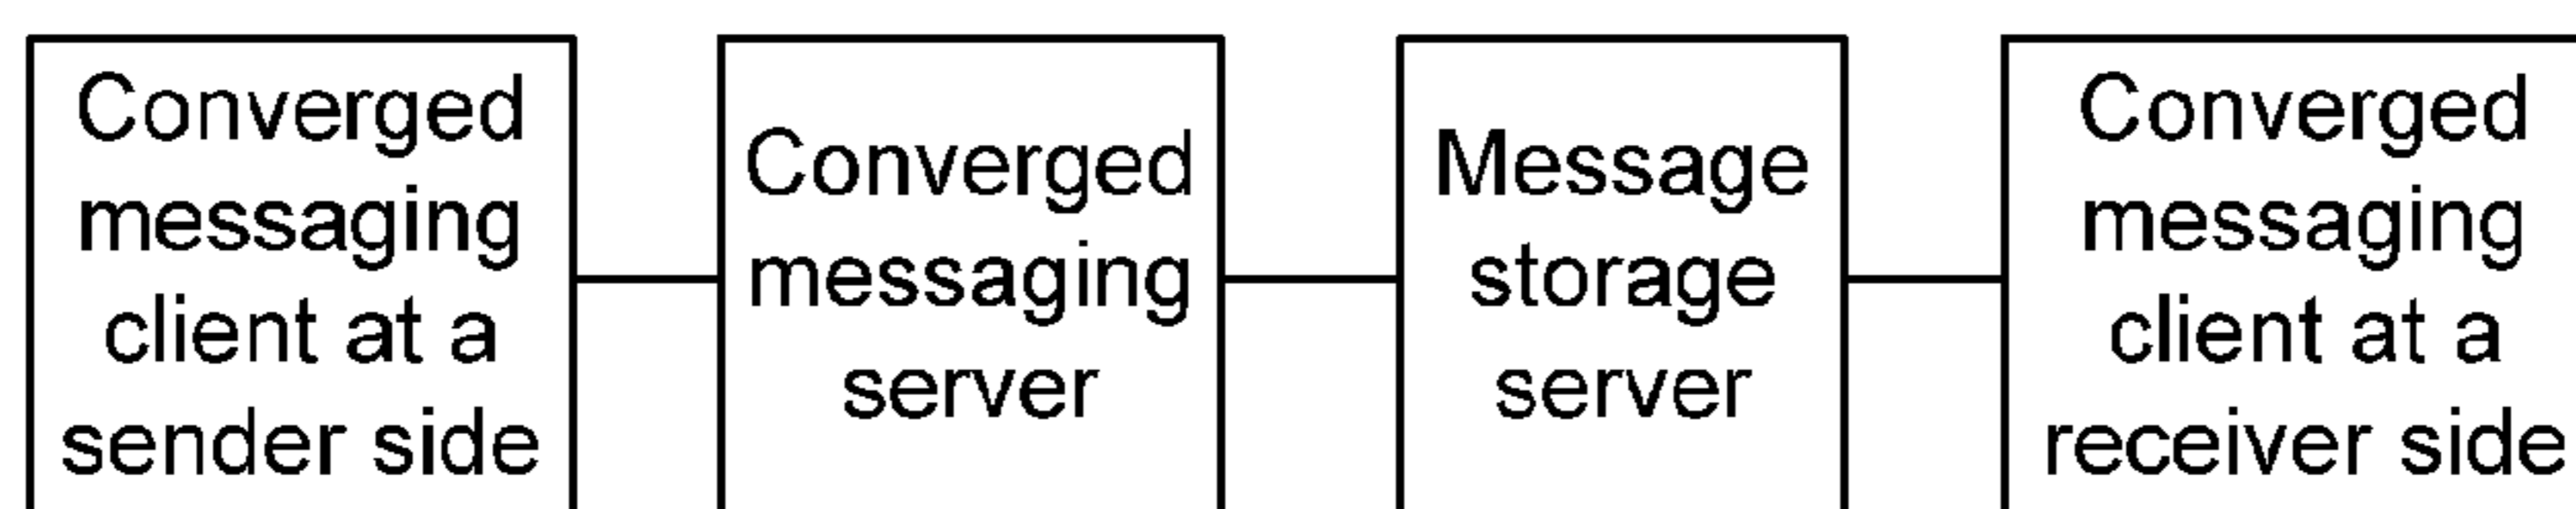 Converged
messaging
client at a
sender side
Converged
messaging
server
Message
storage
server
Converged
messaging
client at a
receiver side